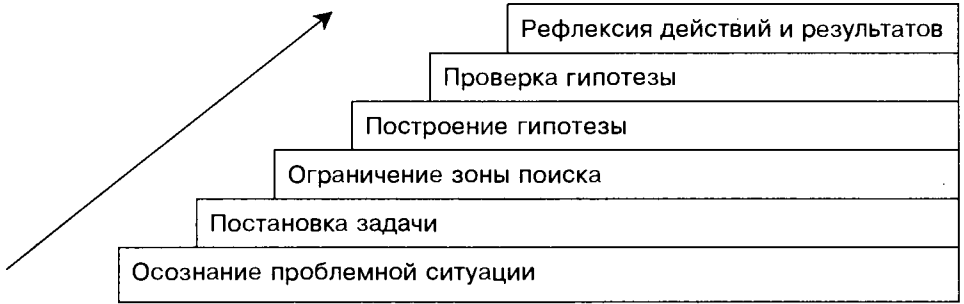 Рефлексия действий и результатов
Проверка гипотезы
Построение гипотезы
Ограничение зоны поиска
Постановка задачи
Осознание проблемной ситуации